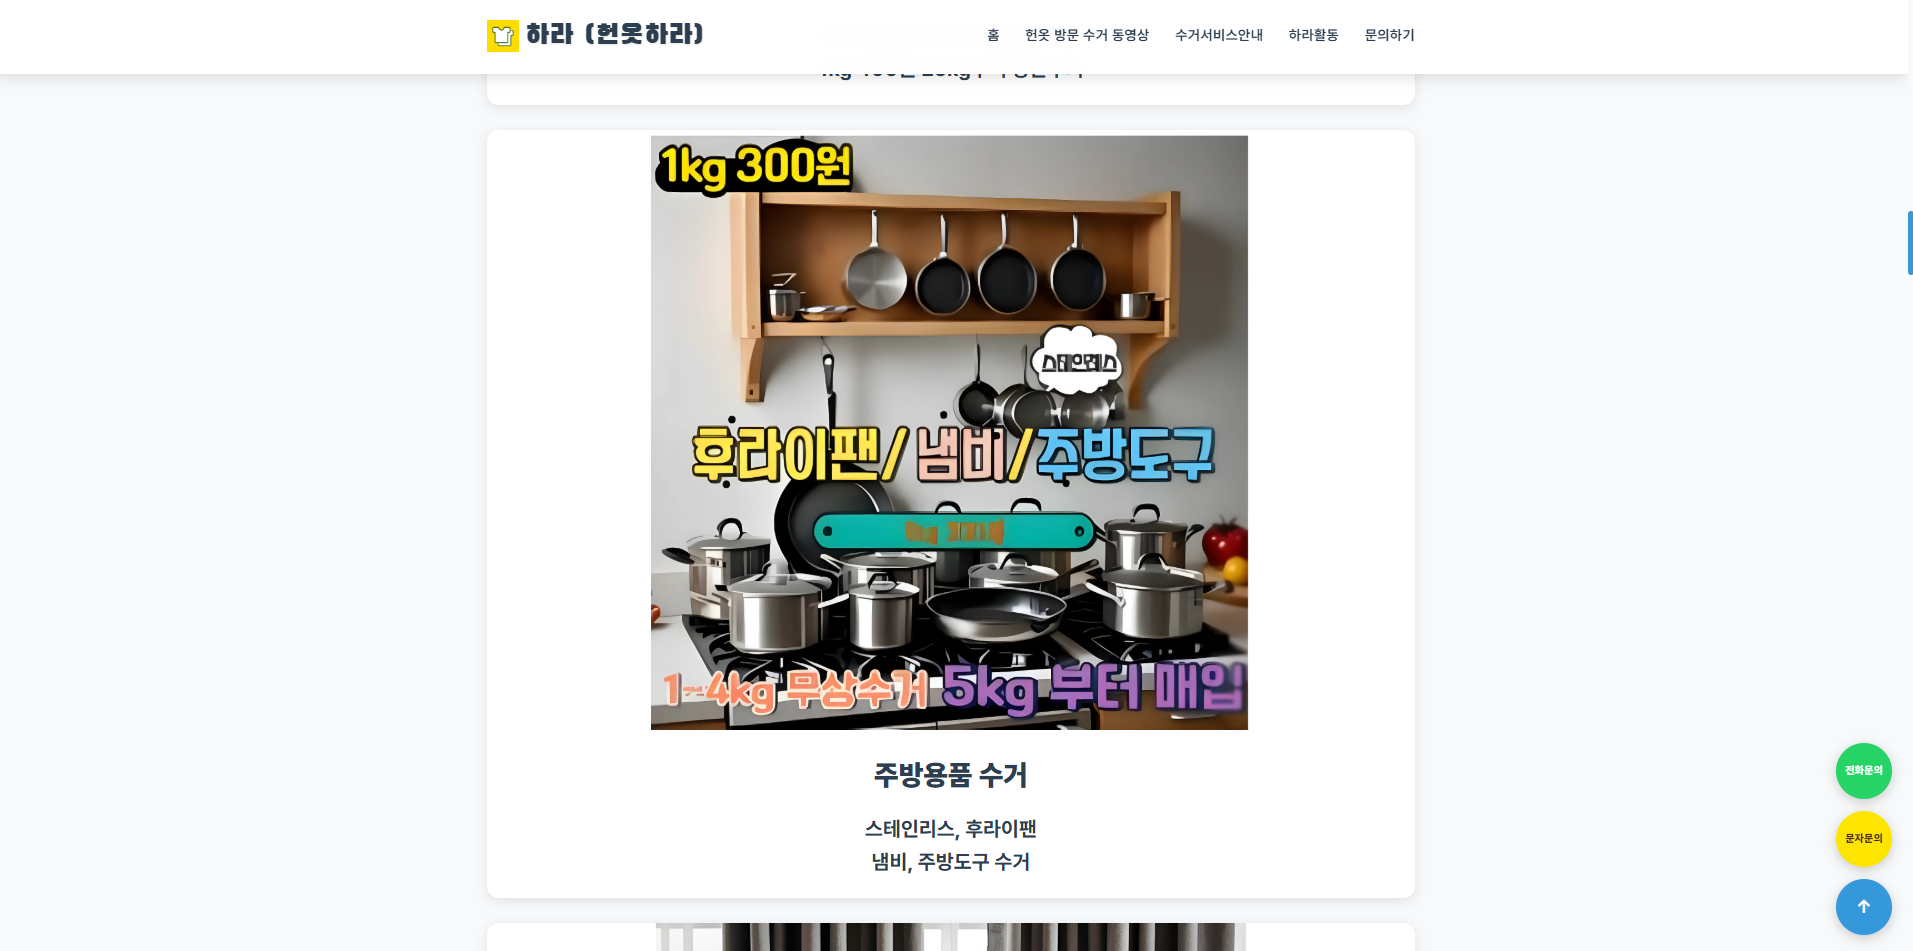 하라 (헌옷하라)
홈 헌옷 방문 수거 동영상 수거서비스안내 하라활동 문의하기
1kg 300원
스테인레스
후라이팬/ 냄비/주방도구
1~4kg 무상수거 5kg 부터 매입
주방용품 수거
스테인리스, 후라이팬
냄비, 주방도구 수거
전화문의
문자문의